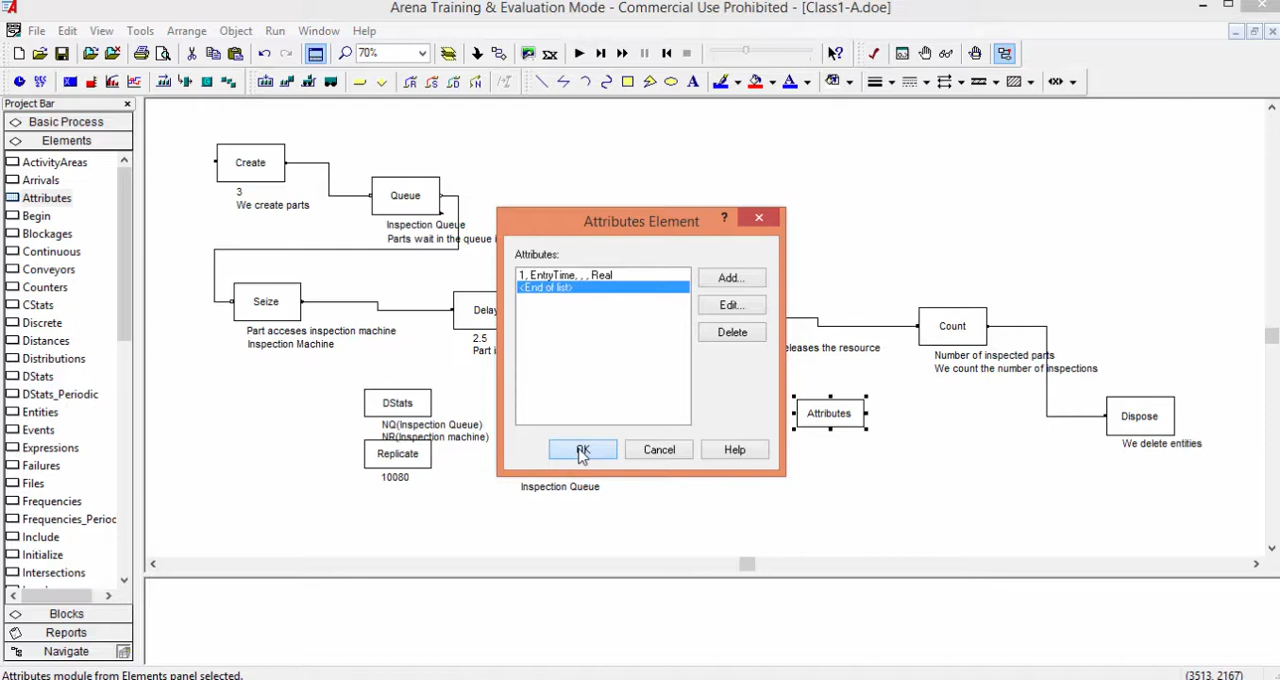 Arena Training & Evaluation Mode - Commercial Use Prohibited - [Class1-A.doe]
File Edit View Tools Arrange Object Run Window Help
70%
SIMAN
Project Bar
Basic Process
Elements
ActivityAreas
Arrivals
Attributes
Begin
Blockages
Continuous
Conveyors
Counters
CStats
Discrete
Distances
Distributions
DStats
DStats_Periodic
Entities
Events
Expressions
Failures
Files
Frequencies
Frequencies_Period
Include
Initialize
Intersections
Blocks
Reports
Navigate
Create
3
We create parts
Queue
Inspection Queue
Parts wait in the queue i
Seize
Part acceses inspection machine
Inspection Machine
Delay
2.5
Part i
Attributes Element
? ×
Attributes:
1, EntryTime, , , Real
<End of list>
Add...
Edit...
Delete
OK
Cancel
Help
eleases the resource
Count
Number of inspected parts
We count the number of inspections
Attributes
Dispose
We delete entities
DStats
NQ(Inspection Queue)
NR(Inspection machine)
Replicate
10080
Inspection Queue
Attributes module from Elements panel selected.
(3513, 2167)